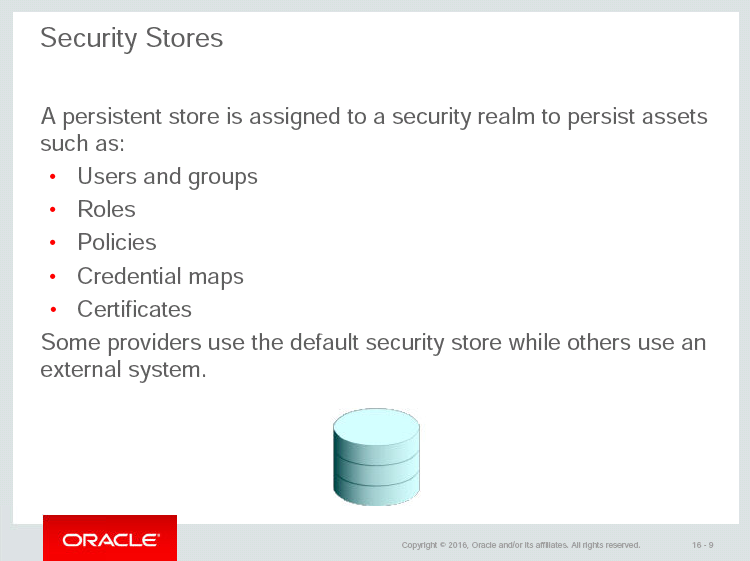 Security Stores
A persistent store is assigned to a security realm to persist assets
such as:
• Users and groups
• Roles
• Policies
• Credential maps
• Certificates
Some providers use the default security store while others use an
external system.
ORACLE®
Copyright © 2016, Oracle and/or its affiliates. All rights reserved.
16 - 9